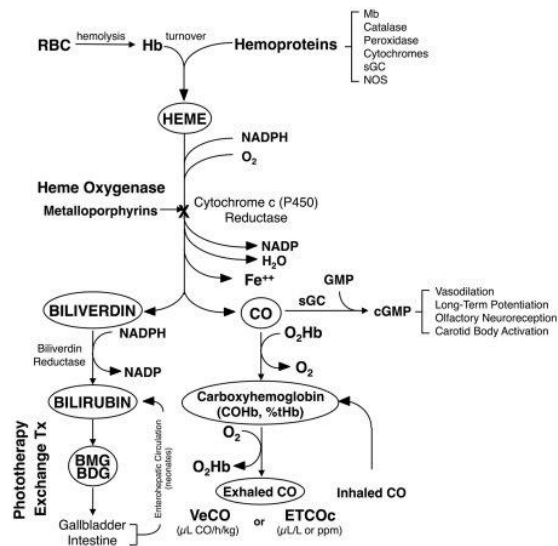 RBC
hemolysis
Hb
turnover
Hemoproteins
Mb
Catalase
Peroxidase
Cytochromes
sGC
NOS
HEME
NADPH
O₂
Heme Oxygenase
Metalloporphyrins
X
Cytochrome c (P450)
Reductase
NADP
H₂O
Fe⁺⁺
BILIVERDIN
CO
sGC
GMP
cGMP
Vasodilation
Long-Term Potentiation
Olfactory Neuroreception
Carotid Body Activation
NADPH
Biliverdin
Reductase
NADP
O₂Hb
O₂
BILIRUBIN
Carboxyhemoglobin
(COHb, %tHb)
Phototherapy
Exchange Tx
BMG
BDG
Enterohepatic Circulation
(neonates)
O₂
O₂Hb
Gallbladder
Intestine
Exhaled CO
Inhaled CO
VeCO or ETCOc
(µL CO/h/kg) (µL/L or ppm)